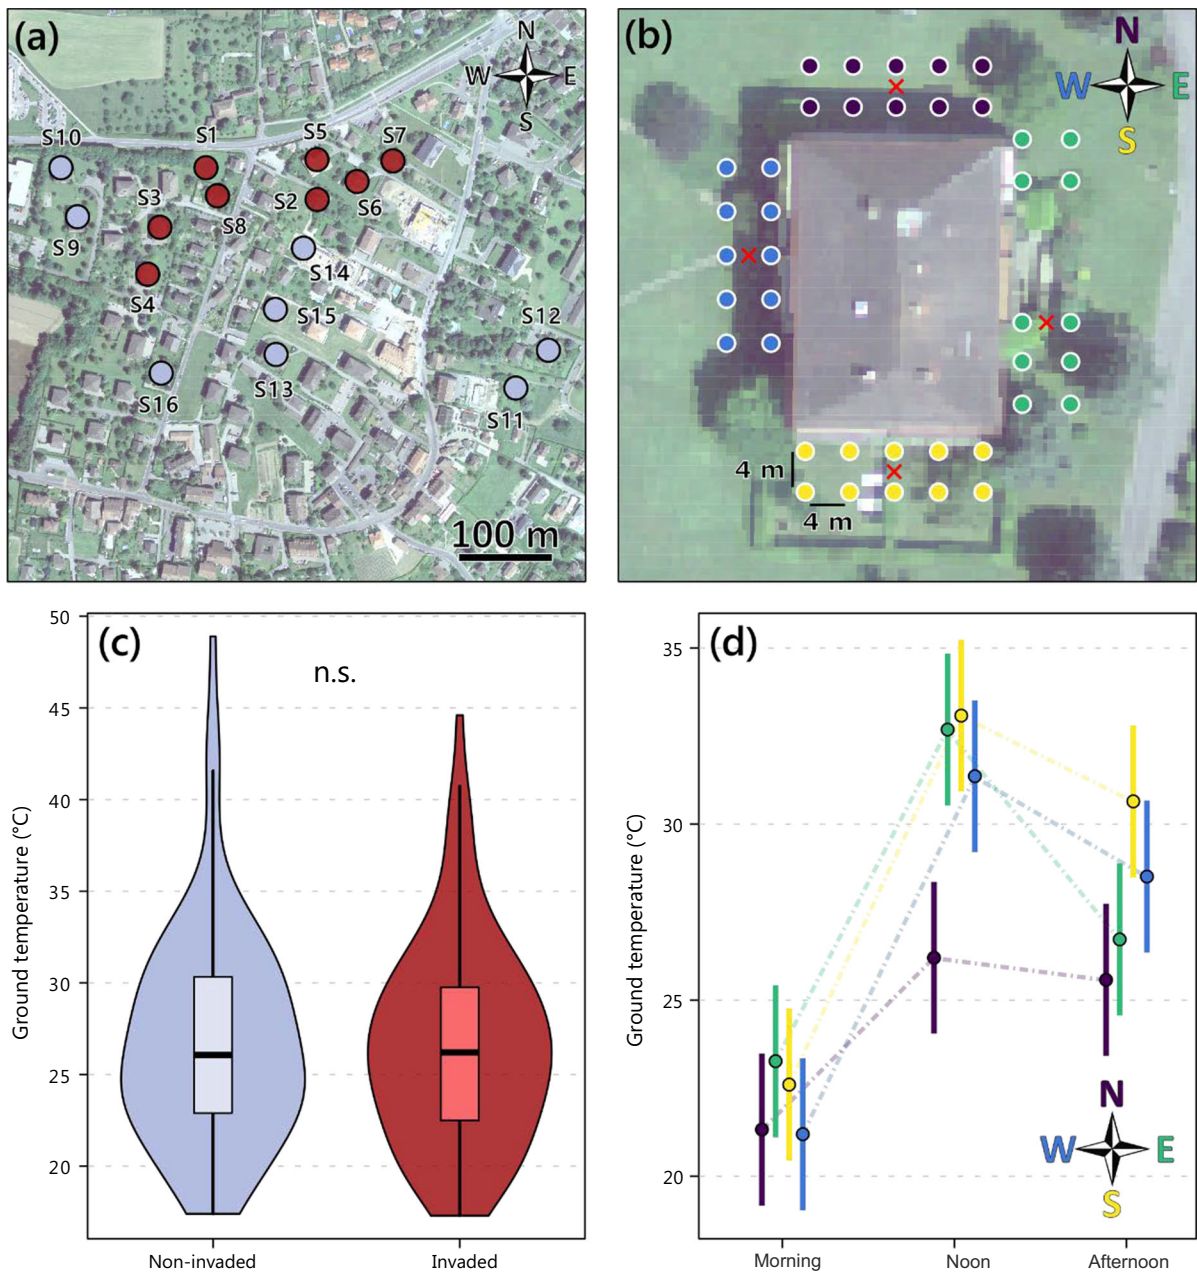 (a)
N
W E
S
S10
S1
S5
S7
S3
S2
S6
S8
S9
S14
S4
S15
S12
S13
S16
S11
100 m
(b)
N
W E
S
4 m
4 m
(c)
n.s.
50
45
40
35
30
25
20
Ground temperature (°C)
Non-invaded
Invaded
(d)
35
30
25
20
Ground temperature (°C)
N
W E
S
Morning
Noon
Afternoon